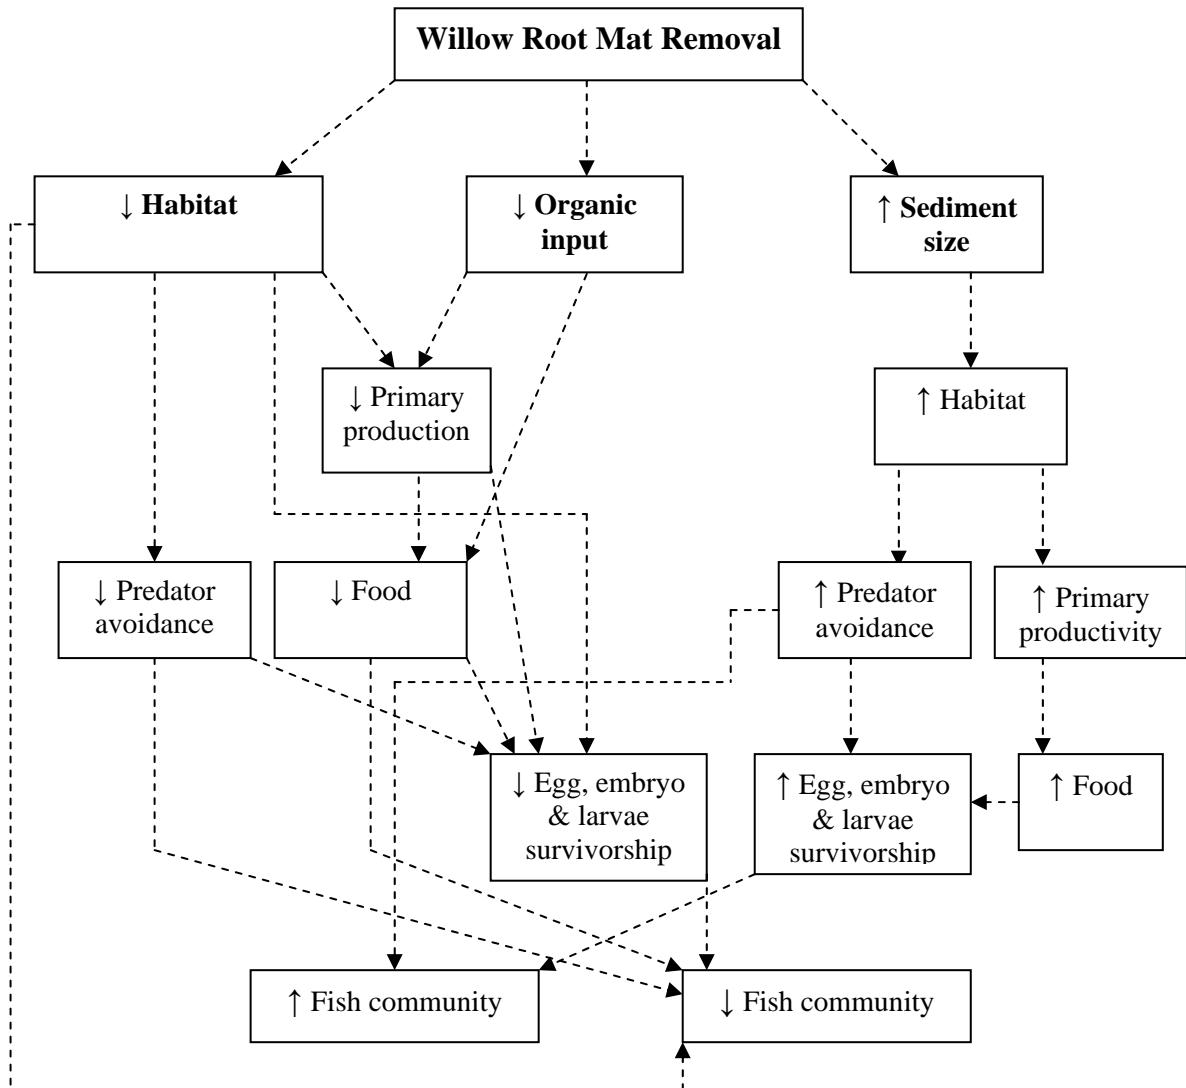 Willow Root Mat Removal
↓ Habitat
↓ Organic
input
↑ Sediment
size
↓ Primary
production
↑ Habitat
↓ Predator
avoidance
↓ Food
↑ Predator
avoidance
↑ Primary
productivity
↓ Egg, embryo
& larvae
survivorship
↑ Egg, embryo
& larvae
survivorship
↑ Food
↑ Fish community
↓ Fish community